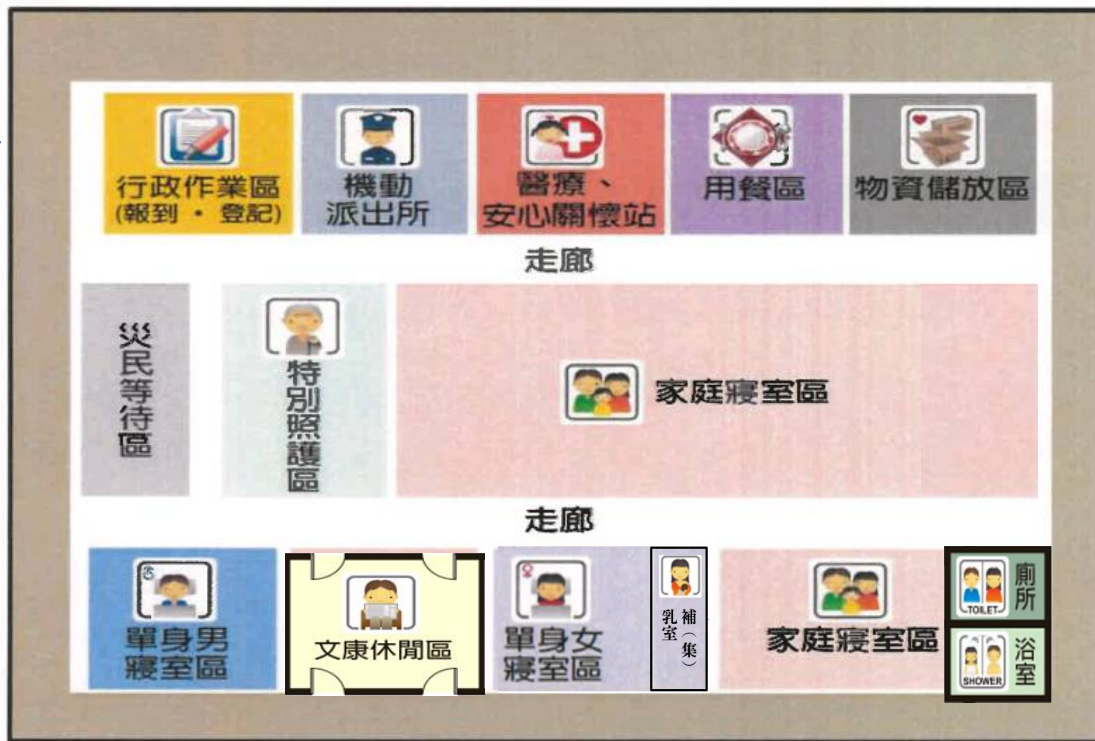 行政作業區
(報到・登記)
機動
派出所
醫療、
安心關懷站
用餐區
物資儲放區
走廊
災民等待區
特別照護區
家庭寢室區
走廊
單身男
寢室區
文康休閒區
單身女
寢室區
補（集）
乳室
家庭寢室區
TOILET
廁所
SHOWER
浴室